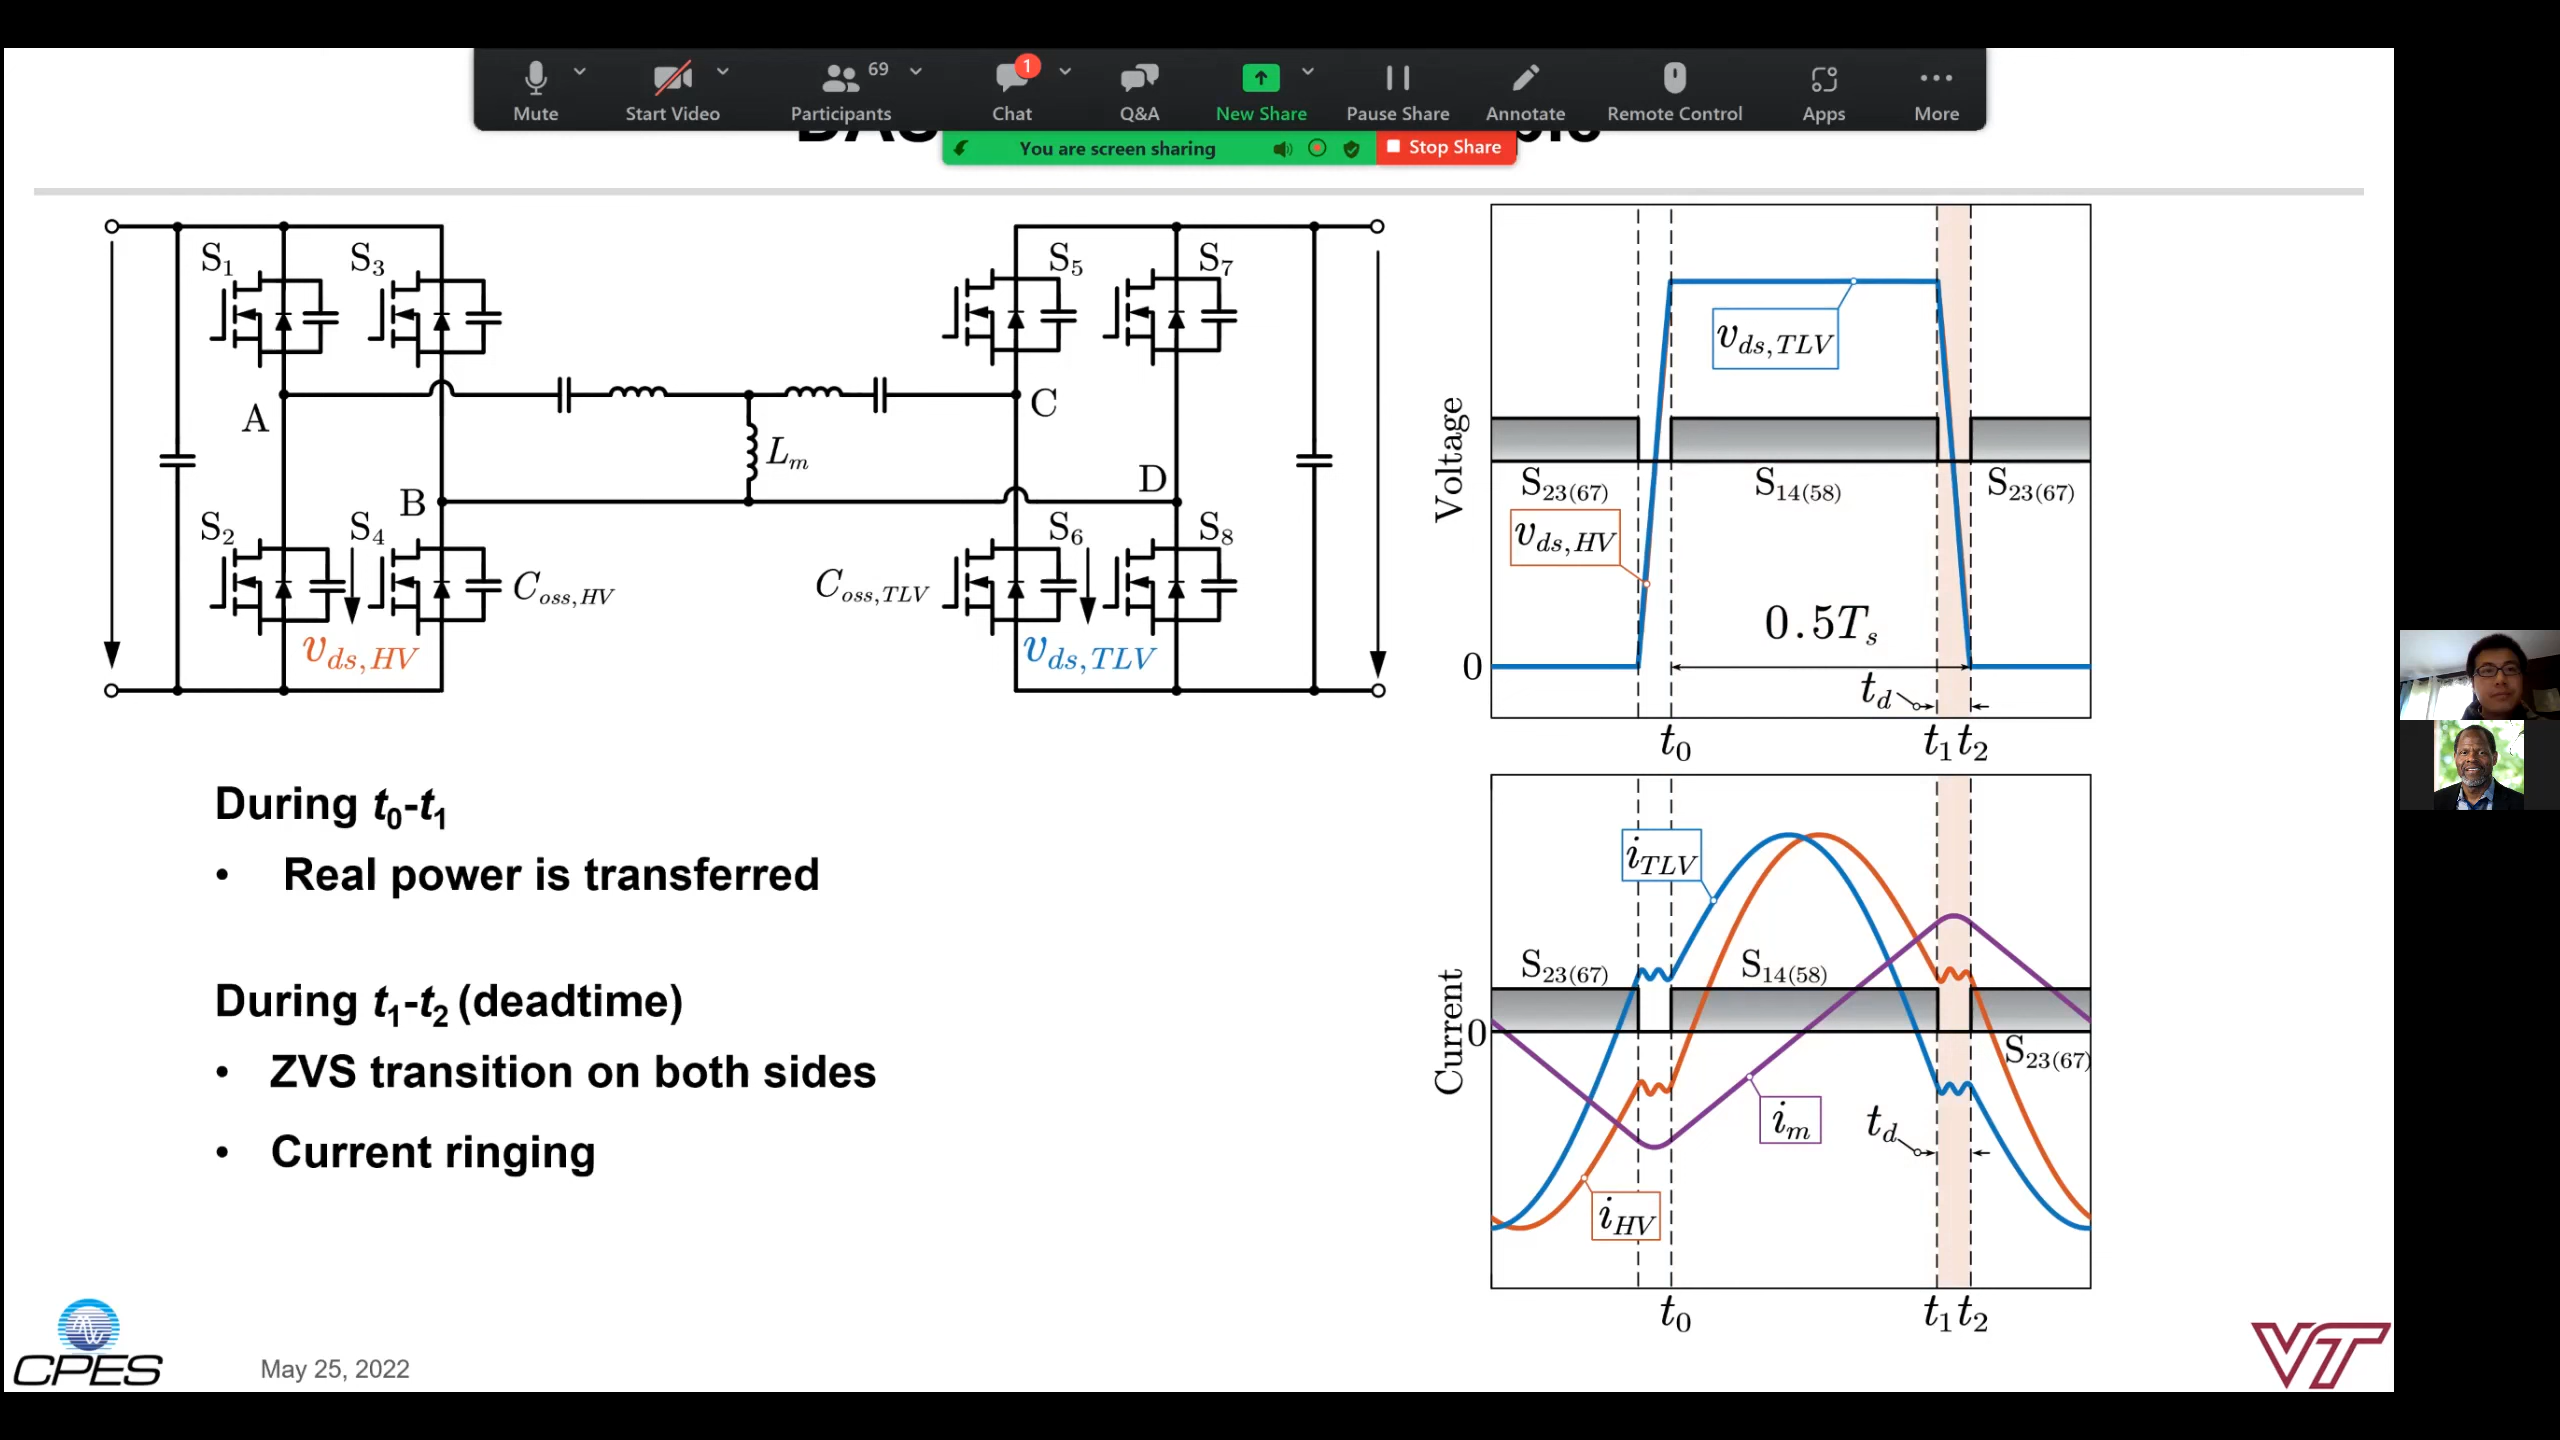 Mute
Start Video
Participants
69
Chat
1
Q&A
New Share
Pause Share
Annotate
Remote Control
Apps
More
You are screen sharing
Stop Share
S1
S3
S5
S7
A
C
Lm
B
D
S2
S4
S6
S8
Coss,HV
Coss,TLV
vds,HV
vds,TLV
Voltage
vds,TLV
S23(67)
S14(58)
S23(67)
vds,HV
0.5Ts
0
td
t0
t1
t2
During t0-t1
• Real power is transferred
During t1-t2 (deadtime)
• ZVS transition on both sides
• Current ringing
Current
iTLV
S23(67)
S14(58)
0
S23(67)
im
td
iHV
t0
t1
t2
CPES
May 25, 2022
VT